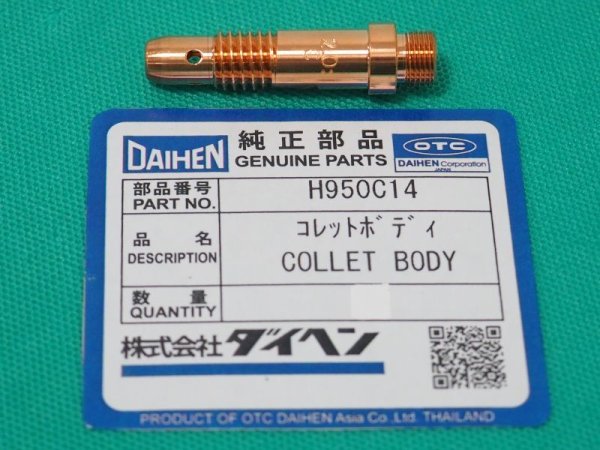 2.0
DAIHEN
純正部品
GENUINE PARTS
OTC
DAIHEN Corporation
JAPAN
部品番号
PART NO.
H950C14
品 名
DESCRIPTION
コレットボディ
COLLET BODY
数 量
QUANTITY
株式会社ダイヘン
PRODUCT OF OTC DAIHEN Asia Co.,Ltd. THAILAND